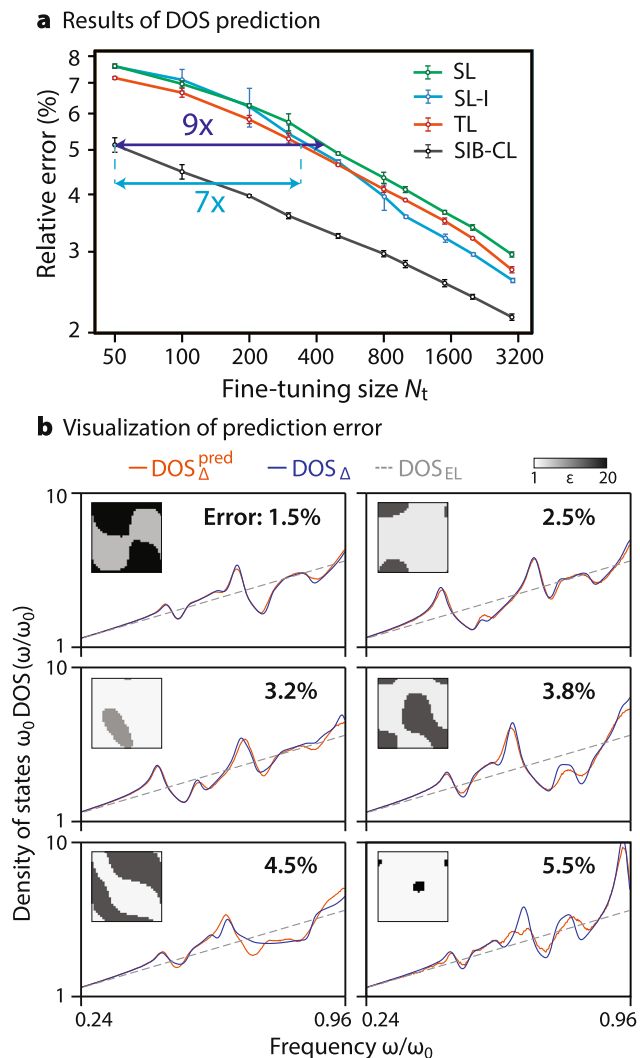 a Results of DOS prediction
Relative error (%)
8
7
6
5
4
3
2
SL
SL-I
TL
SIB-CL
9x
7x
50 100 200 400 800 1600 3200
Fine-tuning size Nt
b Visualization of prediction error
DOSΔpred DOSΔ DOSEL
1 ε 20
Density of states ω0 DOS(ω/ω0)
10
Error: 1.5%
2.5%
1
10
3.2%
3.8%
1
10
4.5%
5.5%
1
0.24 0.96 0.24 0.96
Frequency ω/ω0